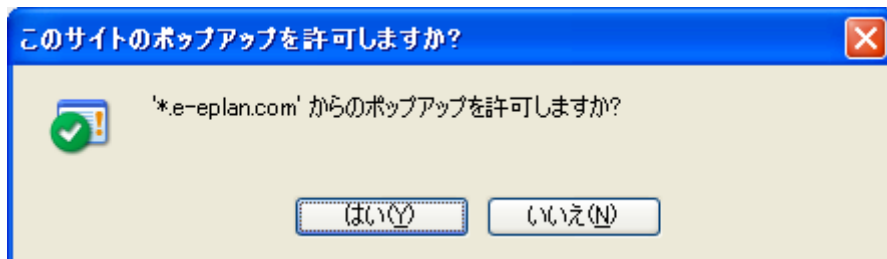 このサイトのポップアップを許可しますか?
'*.e-eplan.com' からのポップアップを許可しますか?
はい(Y) いいえ(N)